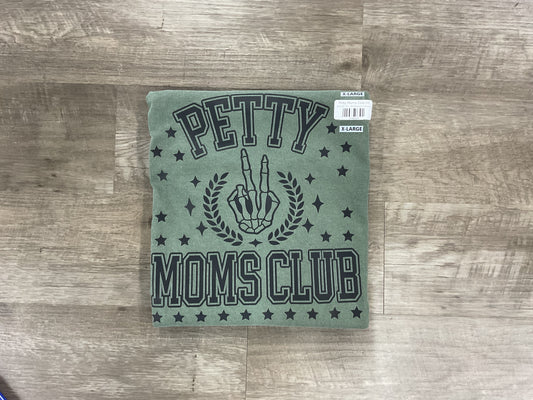 X-LARGE
X-LARGE
PETTY
MOMS CLUB